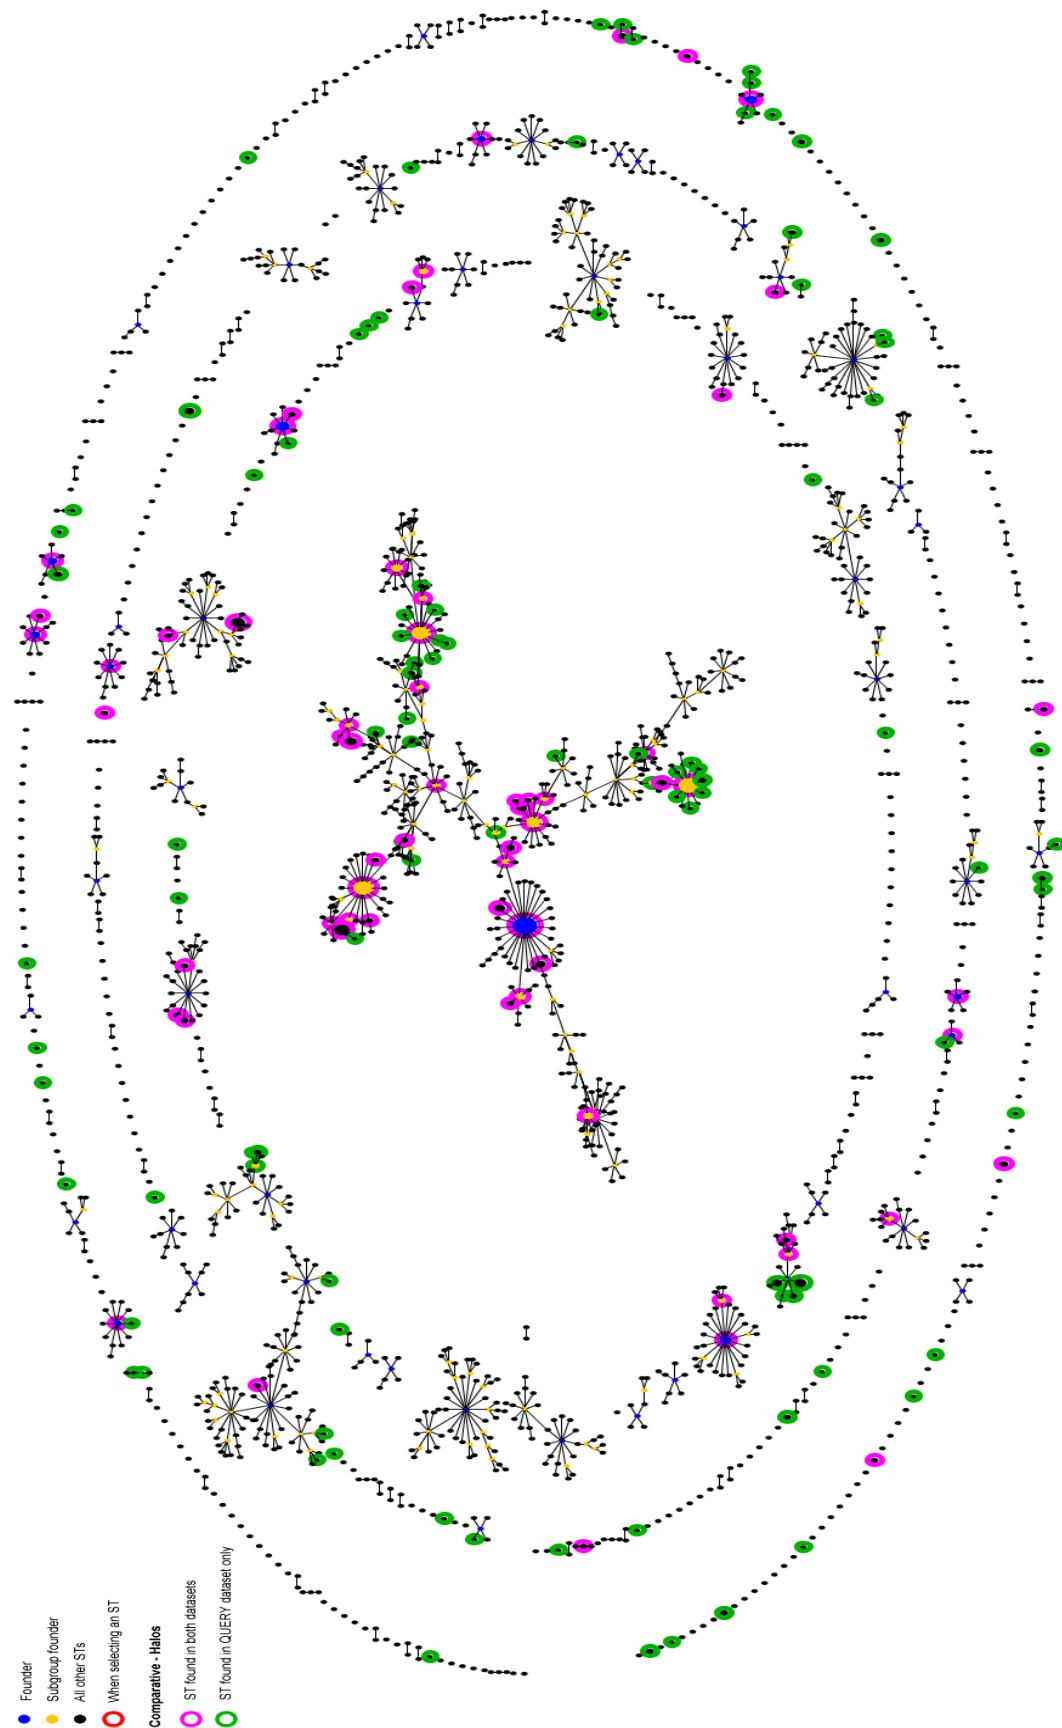 Founder
Subgroup founder
All other STs
When selecting an ST
Comparative - Halos
ST found in both datasets
ST found in QUERY dataset only